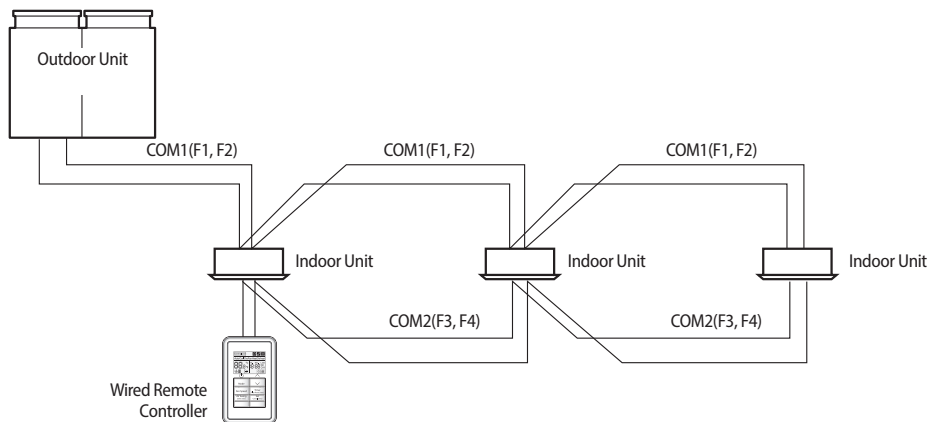 Outdoor Unit
COM1(F1, F2)
COM1(F1, F2)
COM1(F1, F2)
Indoor Unit
Indoor Unit
Indoor Unit
COM2(F3, F4)
COM2(F3, F4)
Wired Remote
Controller